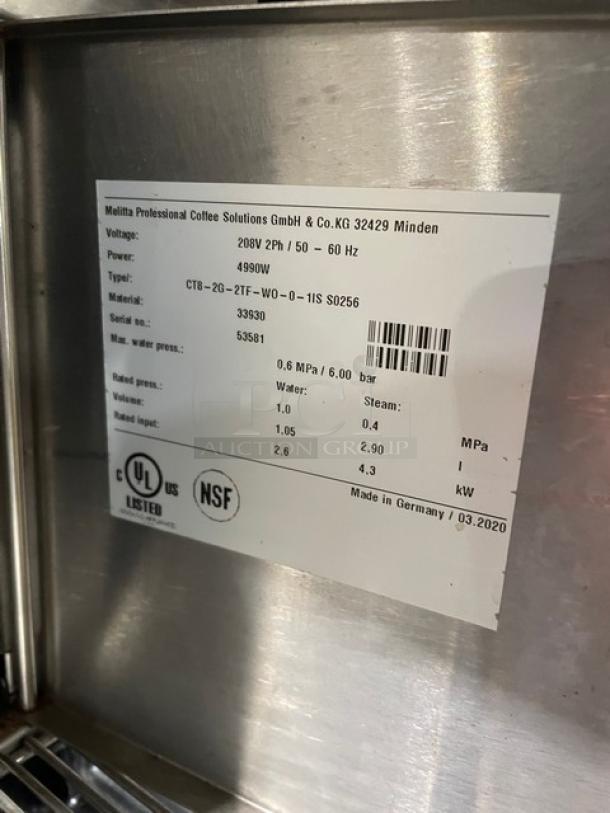 Melitta Professional Coffee Solutions GmbH & Co.KG 32429 Minden
Voltage: 208V 2Ph / 50 - 60 Hz
Power: 4990W
Type/: CT8-2G-2TF-WO-0-1IS S0256
Material: 33930
Serial no.: 53581
Max. water press.: 0,6 MPa / 6,00 bar
Water: Steam:
Rated press.: 1.0 0,4 MPa
Volume: 1.05 2,90 l
Rated input: 2,6 4,3 kW
Made in Germany / 03.2020
C UL US
LISTED
NSF
PCI
AUCTION GROUP